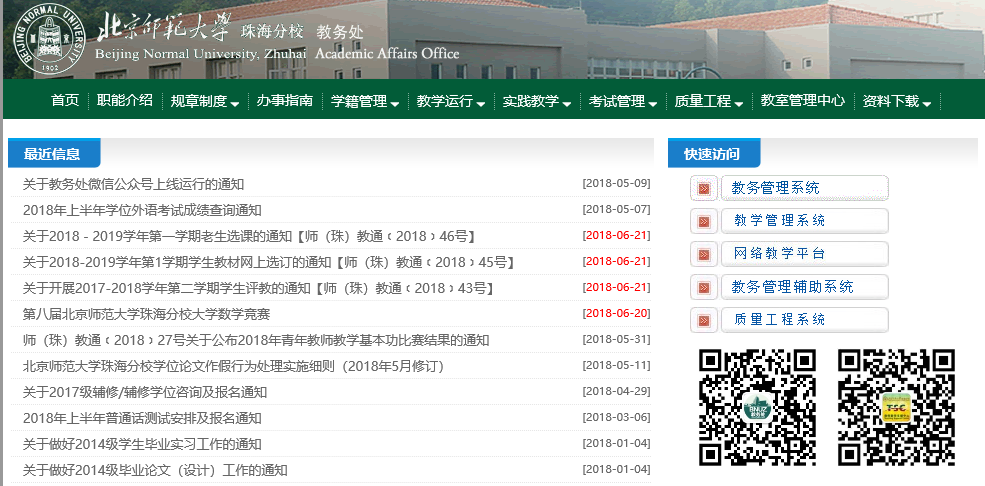 BEIJING NORMAL UNIVERSITY
1902
北京师范大学 珠海分校 教务处
Beijing Normal University, Zhuhai Academic Affairs Office
首页 职能介绍 规章制度 办事指南 学籍管理 教学运行 实践教学 考试管理 质量工程 教室管理中心 资料下载
最近信息
关于教务处微信公众号上线运行的通知 [2018-05-09]
2018年上半年学位外语考试成绩查询通知 [2018-05-07]
关于2018－2019学年第一学期老生选课的通知【师（珠）教通﹝2018﹞46号】 [2018-06-21]
关于2018-2019学年第1学期学生教材网上选订的通知【师（珠）教通﹝2018﹞45号】 [2018-06-21]
关于开展2017-2018学年第二学期学生评教的通知【师（珠）教通﹝2018﹞43号】 [2018-06-21]
第八届北京师范大学珠海分校大学数学竞赛 [2018-06-20]
师（珠）教通﹝2018﹞27号关于公布2018年青年教师教学基本功比赛结果的通知 [2018-05-31]
北京师范大学珠海分校学位论文作假行为处理实施细则（2018年5月修订） [2018-05-11]
关于2017级辅修/辅修学位咨询及报名通知 [2018-04-29]
2018年上半年普通话测试安排及报名通知 [2018-03-06]
关于做好2014级学生毕业实习工作的通知 [2018-01-04]
关于做好2014级毕业论文（设计）工作的通知 [2018-01-04]
快速访问
教务管理系统
教学管理系统
网络教学平台
教务管理辅助系统
质量工程系统
BNUZ
教务处
TSC